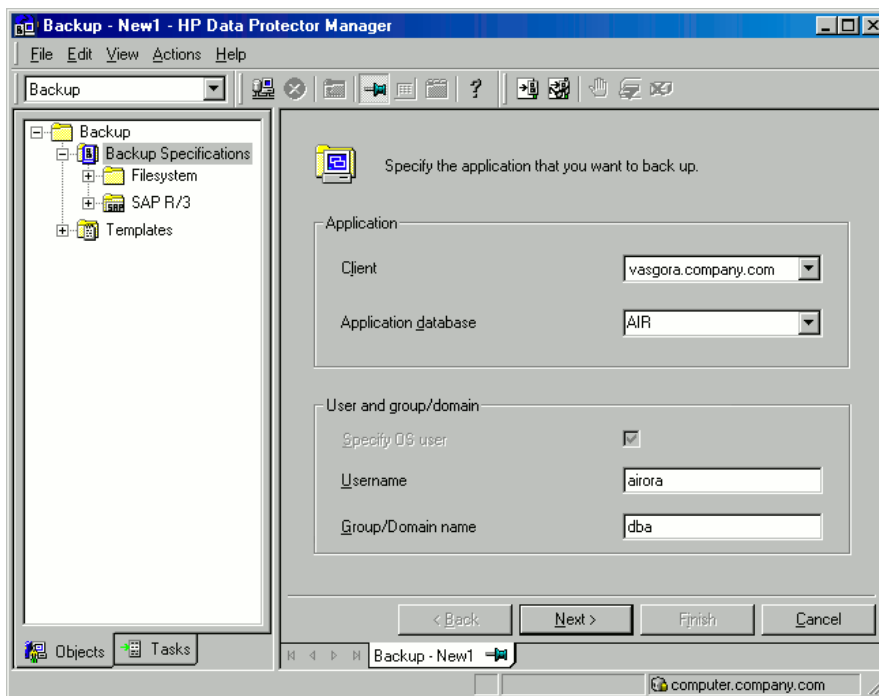 Backup - New1 - HP Data Protector Manager
File Edit View Actions Help
Backup
?
Backup
Backup Specifications
Filesystem
SAP R/3
Templates
Specify the application that you want to back up.
Application
Client
vasgora.company.com
Application database
AIR
User and group/domain
Specify OS user
Username
airora
Group/Domain name
dba
< Back Next > Finish Cancel
Objects Tasks
Backup - New1
computer.company.com